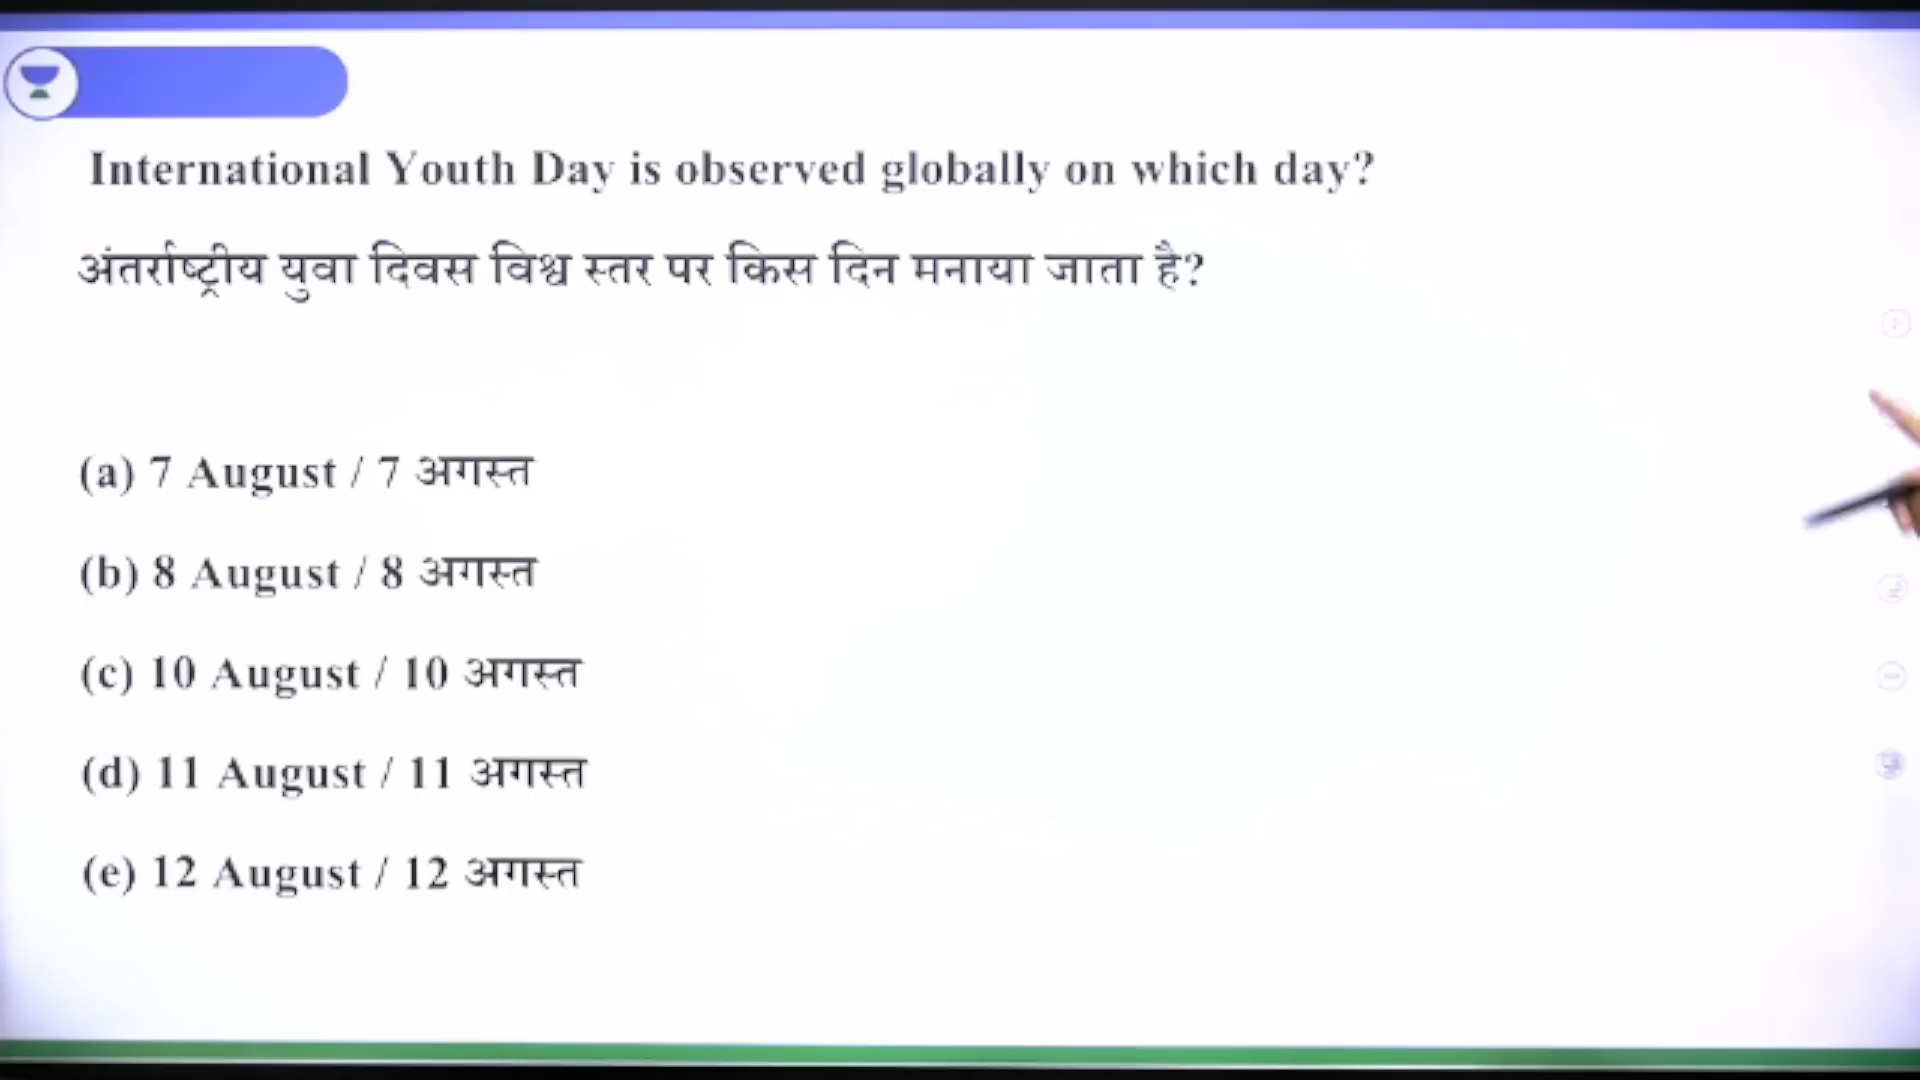 International Youth Day is observed globally on which day?
अंतर्राष्ट्रीय युवा दिवस विश्व स्तर पर किस दिन मनाया जाता है?
(a) 7 August / 7 अगस्त
(b) 8 August / 8 अगस्त
(c) 10 August / 10 अगस्त
(d) 11 August / 11 अगस्त
(e) 12 August / 12 अगस्त